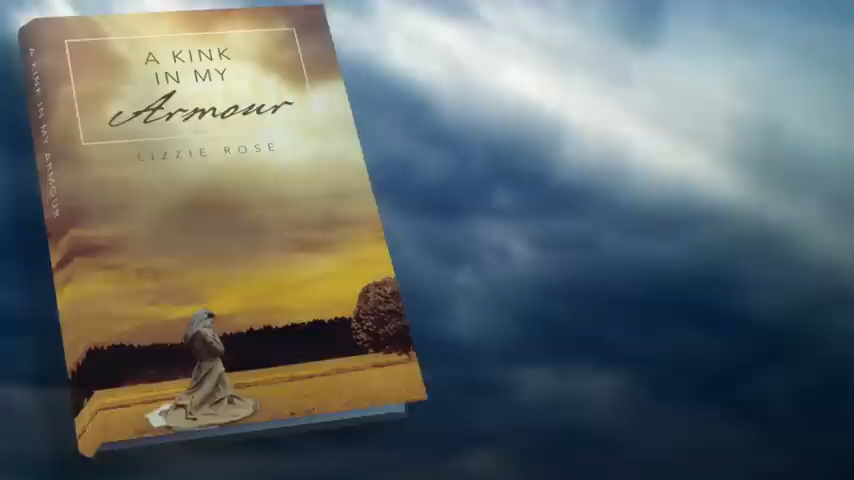 A KINK
IN MY
Armour
LIZZIE ROSE
A KINK IN MY ARMOUR